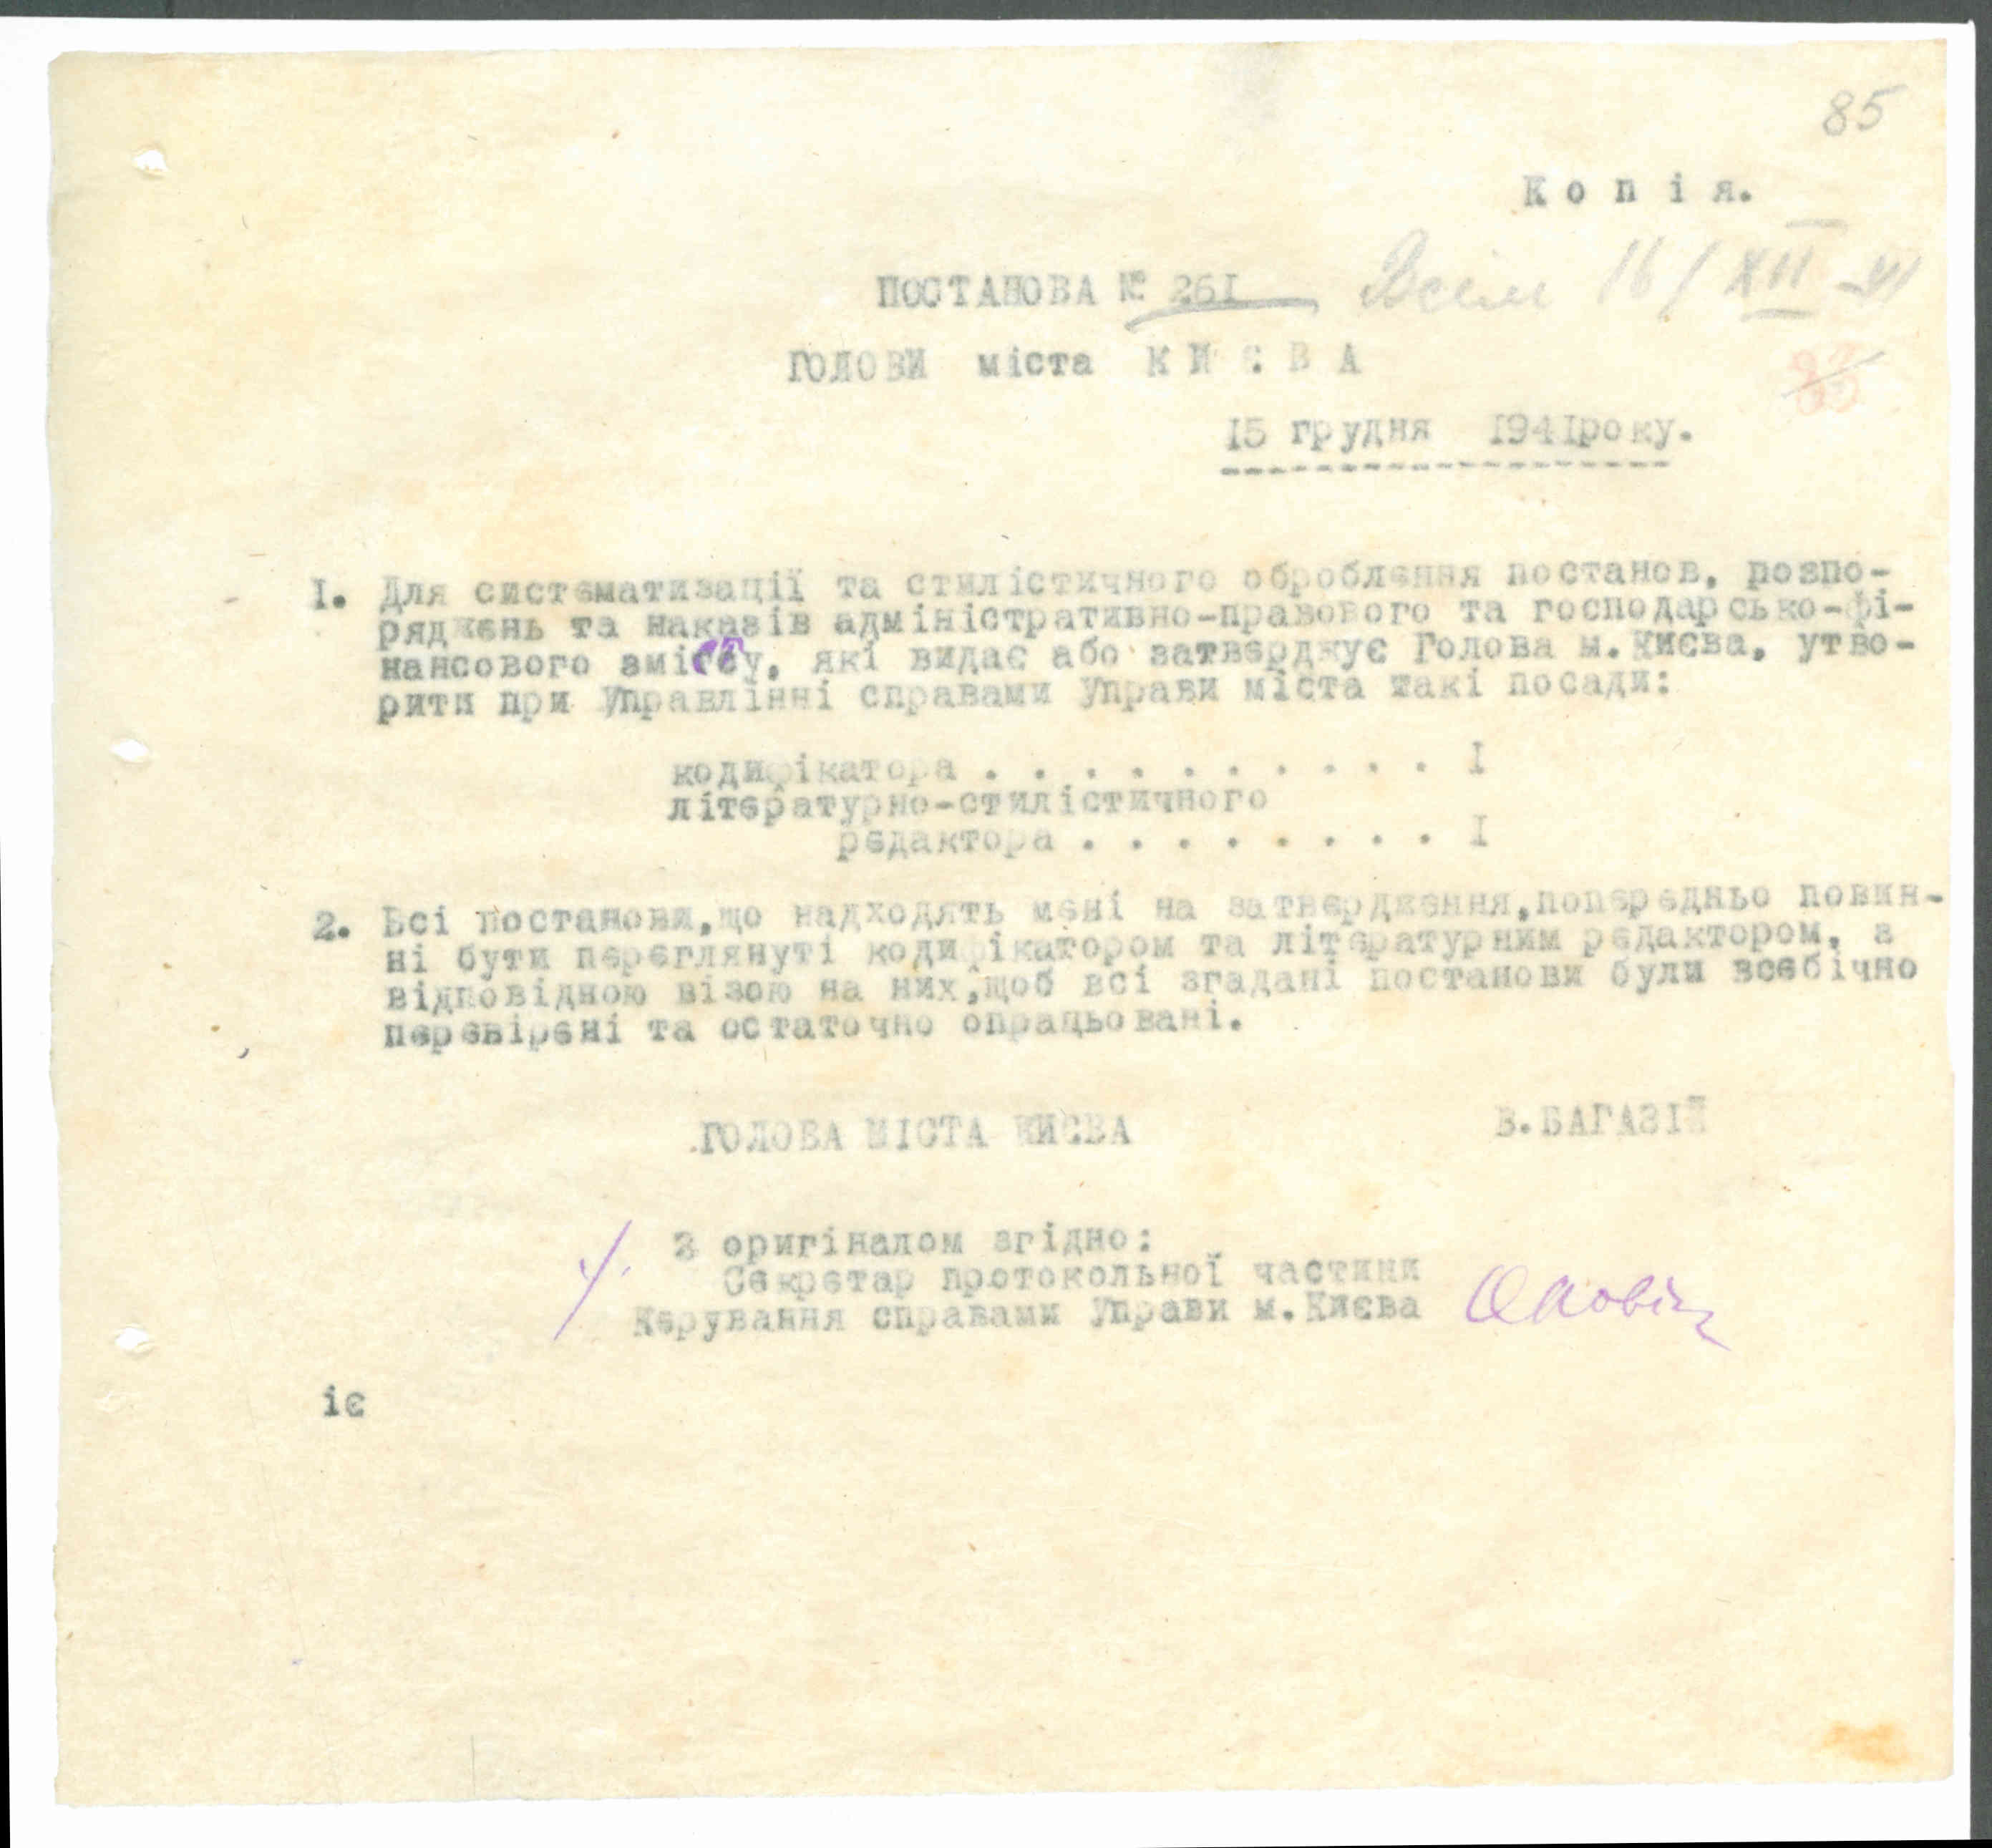 85
Копія.
ПОСТАНОВА № 261 Всім 16/XII-41
ГОЛОВИ міста КИЄВА
15 грудня 1941року.
I. Для систематизації та стилістичного оброблення постанов, розпо-
ряджень та наказів адміністративно-правового та господарсько-фі-
нансового змісту, які видає або затверджує Голова м.Києва, утво-
рити при Управлінні справами Управи міста такі посади:
кодифікатора . . . . . . . . . . I
літературно-стилістичного
редактора . . . . . . . . I
2. Всі постанови,що надходять мені на затвердження,попередньо повин-
ні бути переглянуті кодифікатором та літературним редактором, з
відповідною візою на них,щоб всі згадані постанови були всебічно
перевірені та остаточно опрацьовані.
ГОЛОВА МІСТА КИЄВА В.БАГАЗІЙ
З оригіналом згідно:
Секретар протокольної частини
Керування справами Управи м.Києва
іє